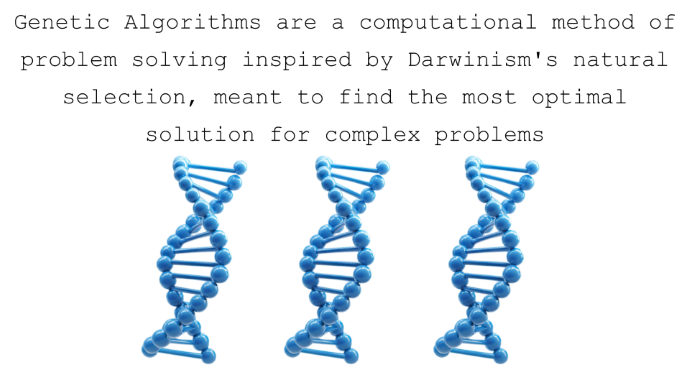 Genetic Algorithms are a computational method of
problem solving inspired by Darwinism's natural
selection, meant to find the most optimal
solution for complex problems